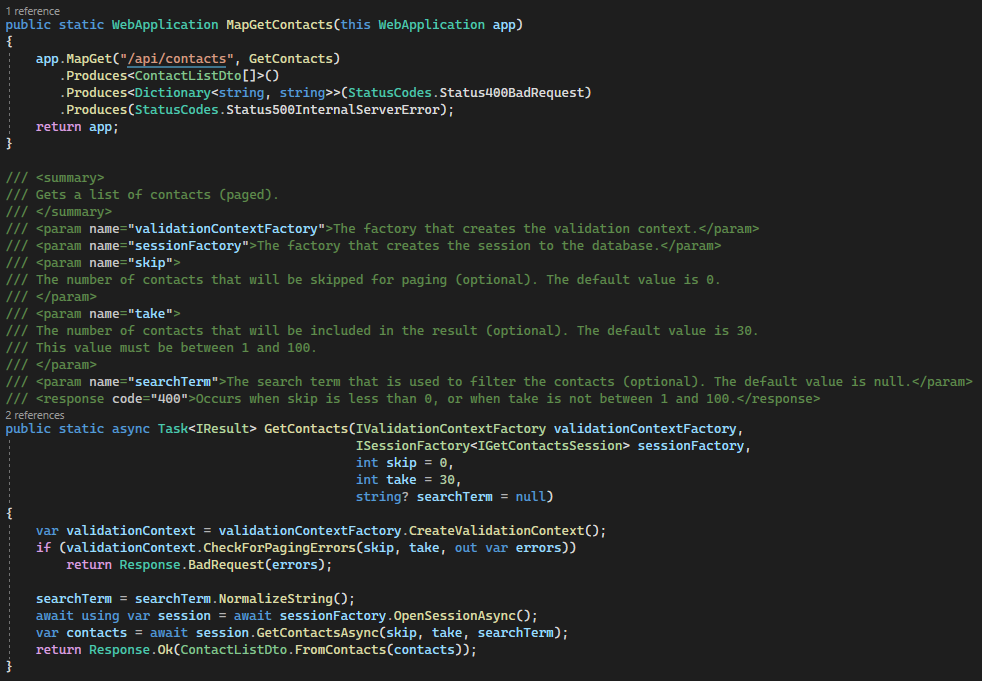 1 reference
public static WebApplication MapGetContacts(this WebApplication app)
{
    app.MapGet("/api/contacts", GetContacts)
       .Produces<ContactListDto[]>()
       .Produces<Dictionary<string, string>>(StatusCodes.Status400BadRequest)
       .Produces(StatusCodes.Status500InternalServerError);
    return app;
}
/// <summary>
/// Gets a list of contacts (paged).
/// </summary>
/// <param name="validationContextFactory">The factory that creates the validation context.</param>
/// <param name="sessionFactory">The factory that creates the session to the database.</param>
/// <param name="skip">
/// The number of contacts that will be skipped for paging (optional). The default value is 0.
/// </param>
/// <param name="take">
/// The number of contacts that will be included in the result (optional). The default value is 30.
/// This value must be between 1 and 100.
/// </param>
/// <param name="searchTerm">The search term that is used to filter the contacts (optional). The default value is null.</param>
/// <response code="400">Occurs when skip is less than 0, or when take is not between 1 and 100.</response>
2 references
public static async Task<IResult> GetContacts(IValidationContextFactory validationContextFactory,
                                              ISessionFactory<IGetContactsSession> sessionFactory,
                                              int skip = 0,
                                              int take = 30,
                                              string? searchTerm = null)
{
    var validationContext = validationContextFactory.CreateValidationContext();
    if (validationContext.CheckForPagingErrors(skip, take, out var errors))
        return Response.BadRequest(errors);
    searchTerm = searchTerm.NormalizeString();
    await using var session = await sessionFactory.OpenSessionAsync();
    var contacts = await session.GetContactsAsync(skip, take, searchTerm);
    return Response.Ok(ContactListDto.FromContacts(contacts));
}